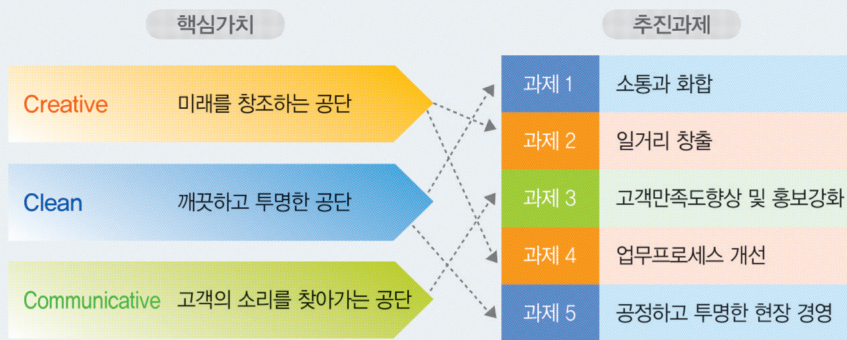 핵심가치
추진과제
Creative 미래를 창조하는 공단
Clean 깨끗하고 투명한 공단
Communicative 고객의 소리를 찾아가는 공단
과제 1 소통과 화합
과제 2 일거리 창출
과제 3 고객만족도향상 및 홍보강화
과제 4 업무프로세스 개선
과제 5 공정하고 투명한 현장 경영